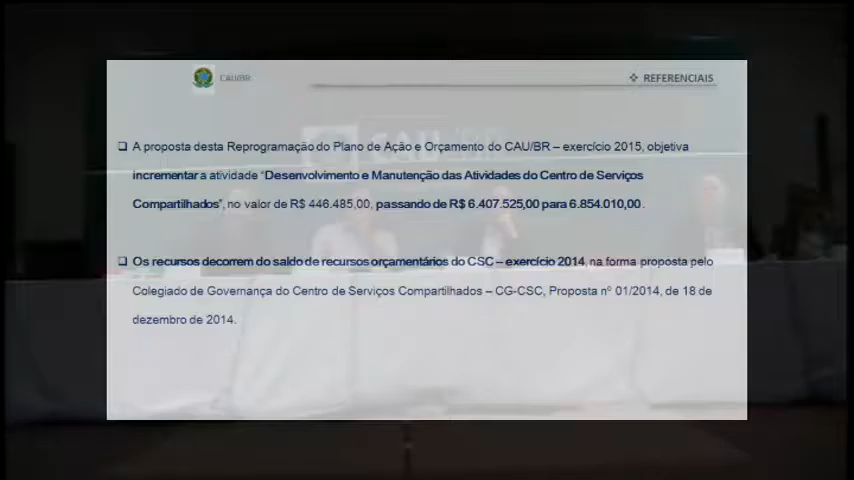 CAU/BR
❖ REFERENCIAIS
❑ A proposta desta Reprogramação do Plano de Ação e Orçamento do CAU/BR – exercício 2015, objetiva
incrementar a atividade "Desenvolvimento e Manutenção das Atividades do Centro de Serviços
Compartilhados", no valor de R$ 446.485,00, passando de R$ 6.407.525,00 para 6.854.010,00.
❑ Os recursos decorrem do saldo de recursos orçamentários do CSC – exercício 2014, na forma proposta pelo
Colegiado de Governança do Centro de Serviços Compartilhados – CG-CSC, Proposta nº 01/2014, de 18 de
dezembro de 2014.
CAU/BR